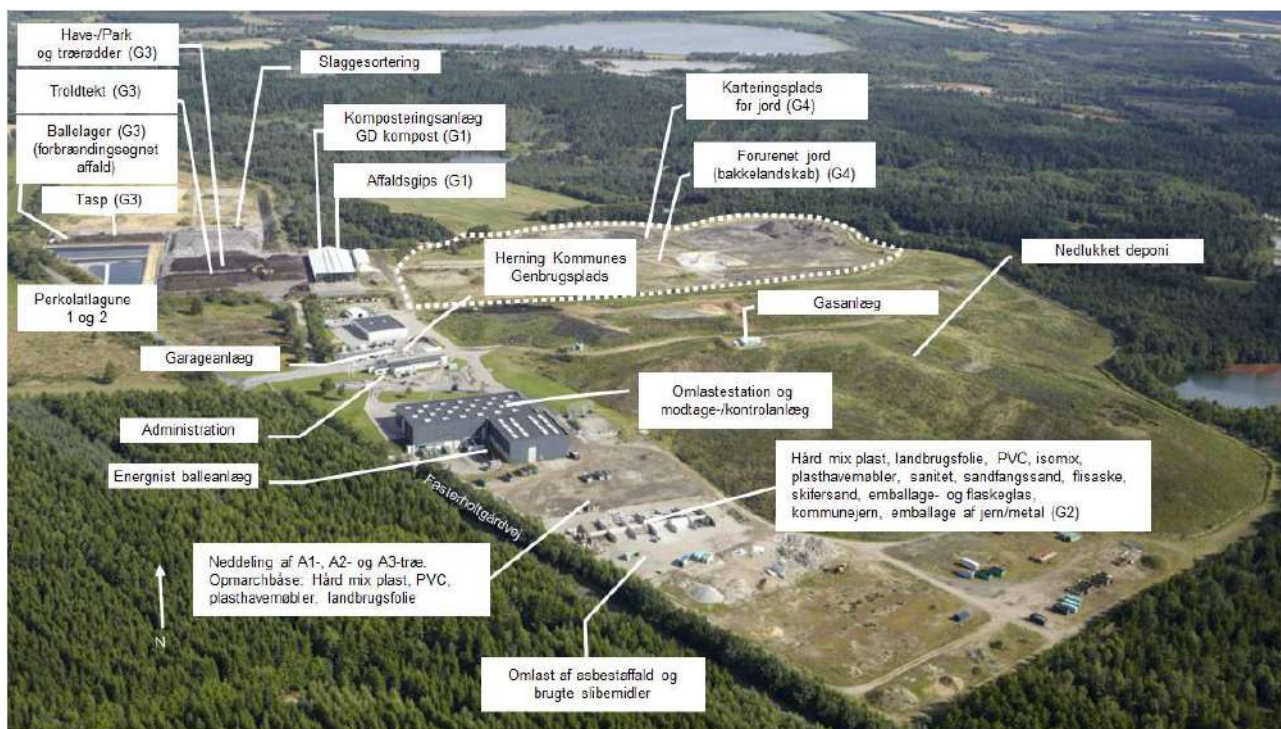 Have-/Park
og trærødder (G3)
Slaggesortering
Troldtekt (G3)
Ballelager (G3)
(forbrændingsegnet
affald)
Tasp (G3)
Komposteringsanlæg
GD kompost (G1)
Affaldsgips (G1)
Karteringsplads
for jord (G4)
Forurenet jord
(bakkelandskab) (G4)
Herning Kommunes
Genbrugsplads
Nedlukket deponi
Perkolatlagune
1 og 2
Gasanlæg
Garageanlæg
Omlastestation og
modtage-/kontrolanlæg
Administration
Energnist balleanlæg
Fasterholtgårdvej
Hård mix plast, landbrugsfolie, PVC, isomix,
plasthavemøbler, sanitet, sandfangssand, flisaske,
skifersand, emballage- og flaskeglas,
kommunejern, emballage af jern/metal (G2)
Neddeling af A1-, A2- og A3-træ.
Opmarchbåse: Hård mix plast, PVC,
plasthavemøbler, landbrugsfolie
N
Omlast af asbestaffald og
brugte slibemidler